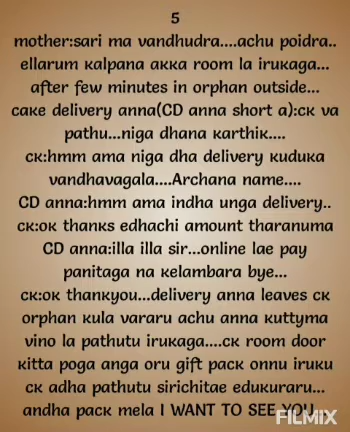 5
mother:sari ma vandhudra....achu poidra..
ellarum kalpana akka room la irukaga...
after few minutes in orphan outside...
cake delivery anna(CD anna short a):ck va
pathu...niga dhana karthik....
ck:hmm ama niga dha delivery kuduka
vandhavagala....Archana name....
CD anna:hmm ama indha unga delivery..
ck:ok thanks edhachi amount tharanuma
CD anna:illa illa sir...online lae pay
panitaga na kelambara bye...
ck:ok thankyou...delivery anna leaves ck
orphan kula vararu achu anna kuttyma
vino la pathutu irukaga....ck room door
kitta poga anga oru gift pack onnu iruku
ck adha pathutu sirichitae edukuraru...
andha pack mela I WANT TO SEE YOU
FILMIX